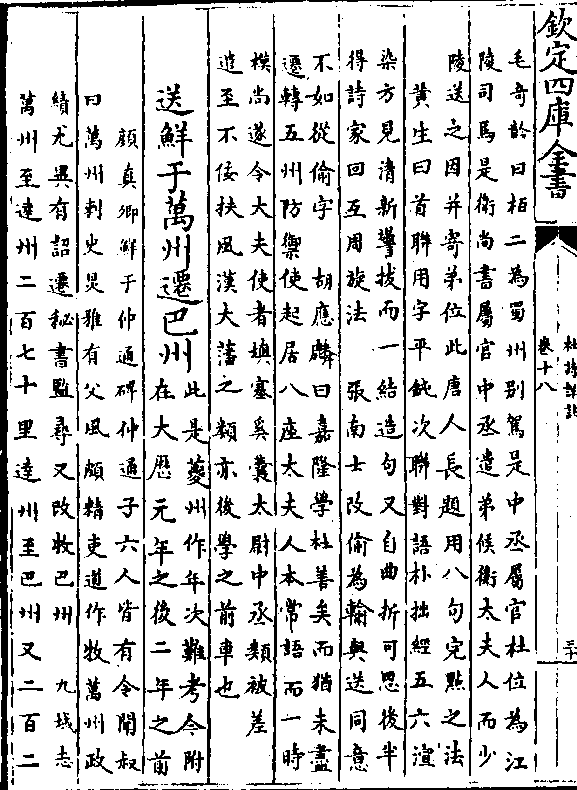 欽定四庫全書
杜詩詳註
卷十八
毛奇齡曰栢二為蜀州别駕是中丞屬官杜位為江
陵司馬是衛尚書屬官中丞遣弟候衛太夫人而少
陵送之因并寄弟位此唐人長題用八句完點之法
黄生曰首聯用字平鈍次聯對語朴拙經五六渲
染方見清新警拔而一結造句又自曲折可思後半
得詩家回互周旋法 張南士改偷為輸與送同意
不如從偷字 胡應麟曰嘉隆學杜善矣而猶未盡
遷轉五州防禦使起居八座太夫人本常語而一時
模尚遂令大夫使者填塞奚囊太尉中丞類被差
遣至不佞扶風漢大藩之類亦後學之前車也
送鮮于萬州遷巴州
此是䕫州作年次難考今附
在大歷元年之後二年之前
顔真卿鮮于仲通碑仲通子六人皆有令聞叔
曰萬州刺史炅雅有父風頗精吏道作牧萬州政
績尤異有詔遷秘書監尋又改牧巴州 九域志
萬州至達州二百七十里達州至巴州又二百二